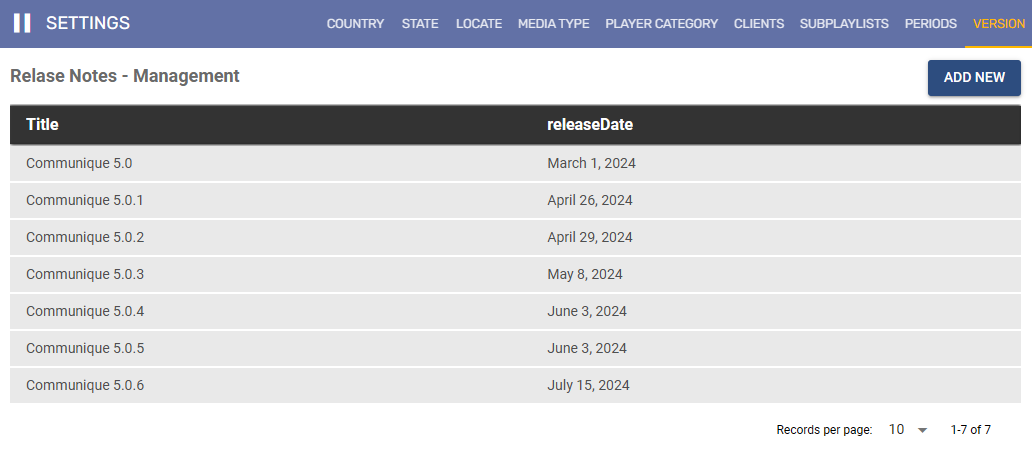 SETTINGS COUNTRY STATE LOCATE MEDIA TYPE PLAYER CATEGORY CLIENTS SUBPLAYLISTS PERIODS VERSION
Relase Notes - Management ADD NEW
Title releaseDate
Communique 5.0 March 1, 2024
Communique 5.0.1 April 26, 2024
Communique 5.0.2 April 29, 2024
Communique 5.0.3 May 8, 2024
Communique 5.0.4 June 3, 2024
Communique 5.0.5 June 3, 2024
Communique 5.0.6 July 15, 2024
Records per page: 10 1-7 of 7